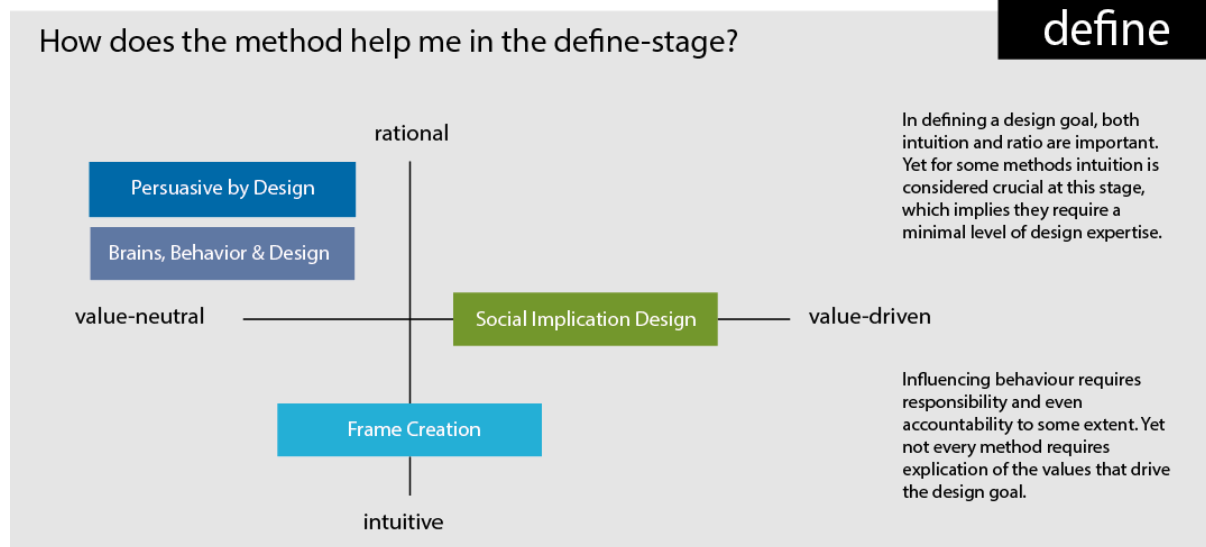 How does the method help me in the define-stage?
define
rational
Persuasive by Design
Brains, Behavior & Design
value-neutral
Social Implication Design
value-driven
Frame Creation
intuitive
In defining a design goal, both
intuition and ratio are important.
Yet for some methods intuition is
considered crucial at this stage,
which implies they require a
minimal level of design expertise.
Influencing behaviour requires
responsibility and even
accountability to some extent. Yet
not every method requires
explication of the values that drive
the design goal.